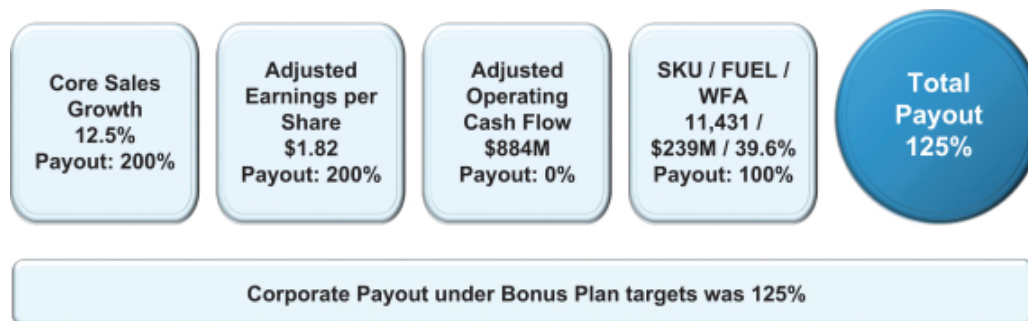 Core Sales
Growth
12.5%
Payout: 200%
Adjusted
Earnings per
Share
$1.82
Payout: 200%
Adjusted
Operating
Cash Flow
$884M
Payout: 0%
SKU / FUEL /
WFA
11,431 /
$239M / 39.6%
Payout: 100%
Total
Payout
125%
Corporate Payout under Bonus Plan targets was 125%